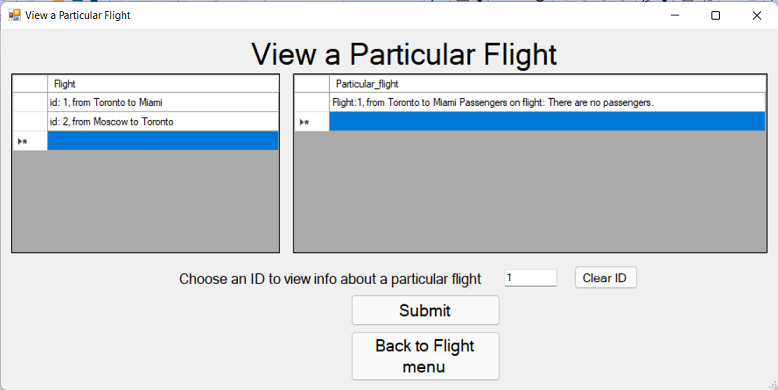 View a Particular Flight
View a Particular Flight
Flight
id: 1, from Toronto to Miami
id: 2, from Moscow to Toronto
Particular_flight
Flight:1, from Toronto to Miami Passengers on flight: There are no passengers.
Choose an ID to view info about a particular flight
1
Clear ID
Submit
Back to Flight
menu